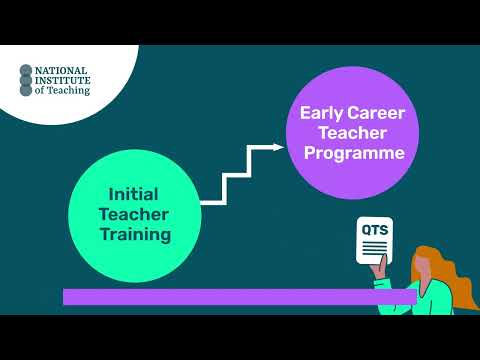 NATIONAL
INSTITUTE
of Teaching
Early Career
Teacher
Programme
Initial
Teacher
Training
QTS